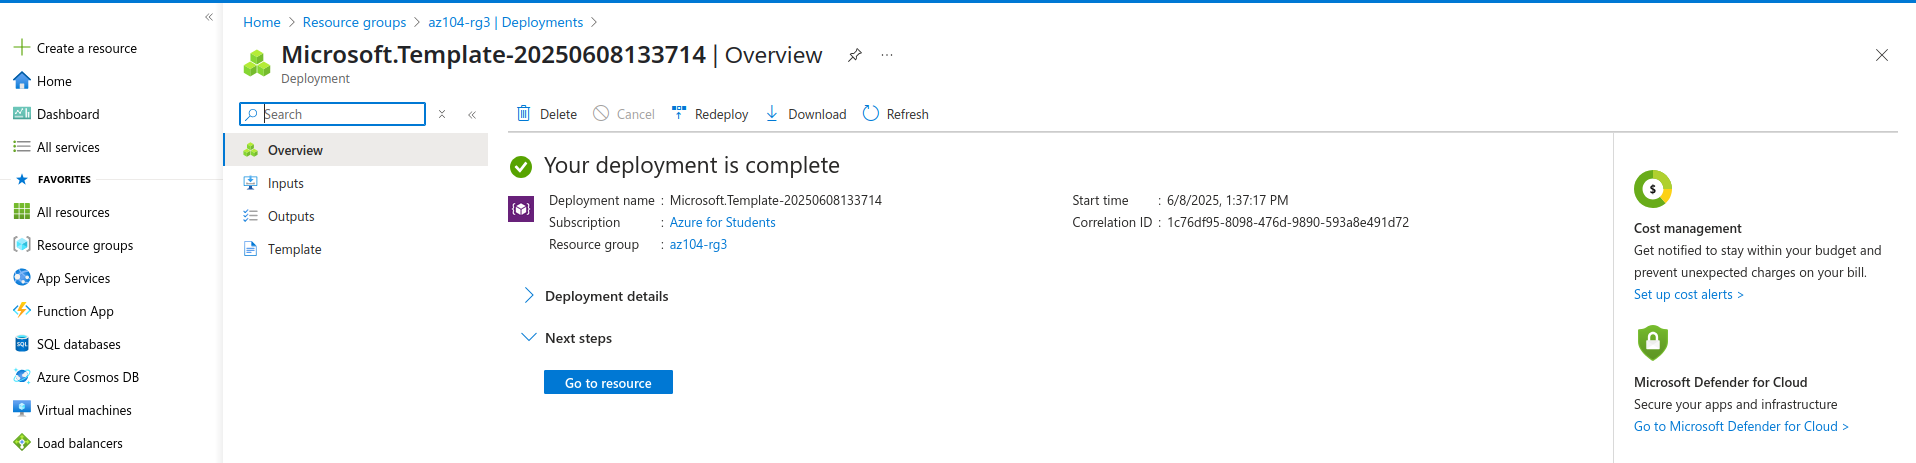 «
Create a resource
Home
Dashboard
All services
FAVORITES
All resources
Resource groups
App Services
Function App
SQL databases
Azure Cosmos DB
Virtual machines
Load balancers
Home > Resource groups > az104-rg3 | Deployments >
Microsoft.Template-20250608133714 | Overview
Deployment
Search
Overview
Inputs
Outputs
Template
Delete Cancel Redeploy Download Refresh
Your deployment is complete
Deployment name : Microsoft.Template-20250608133714
Subscription : Azure for Students
Resource group : az104-rg3
Start time : 6/8/2025, 1:37:17 PM
Correlation ID : 1c76df95-8098-476d-9890-593a8e491d72
Deployment details
Next steps
Go to resource
$
Cost management
Get notified to stay within your budget and
prevent unexpected charges on your bill.
Set up cost alerts >
Microsoft Defender for Cloud
Secure your apps and infrastructure
Go to Microsoft Defender for Cloud >